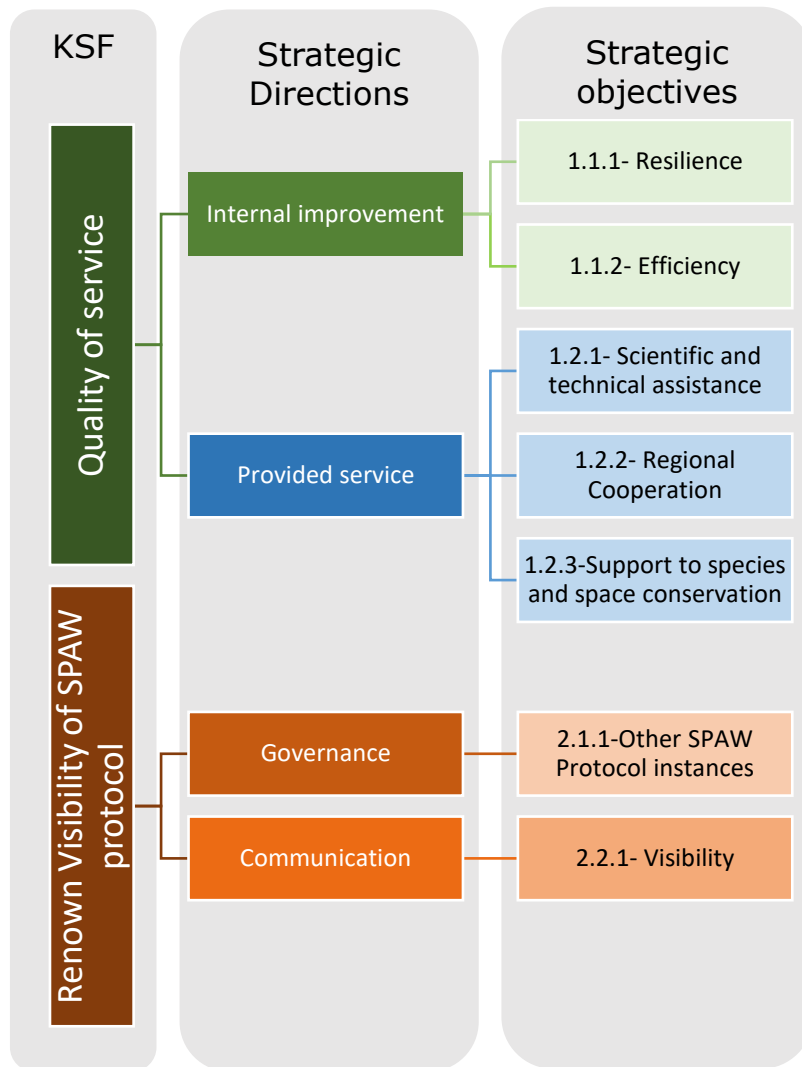 KSF
Strategic
Directions
Strategic
objectives
Quality of service
Internal improvement
1.1.1- Resilience
1.1.2- Efficiency
Provided service
1.2.1- Scientific and
technical assistance
1.2.2- Regional
Cooperation
1.2.3-Support to species
and space conservation
Renown Visibility of SPAW
protocol
Governance
2.1.1-Other SPAW
Protocol instances
Communication
2.2.1- Visibility